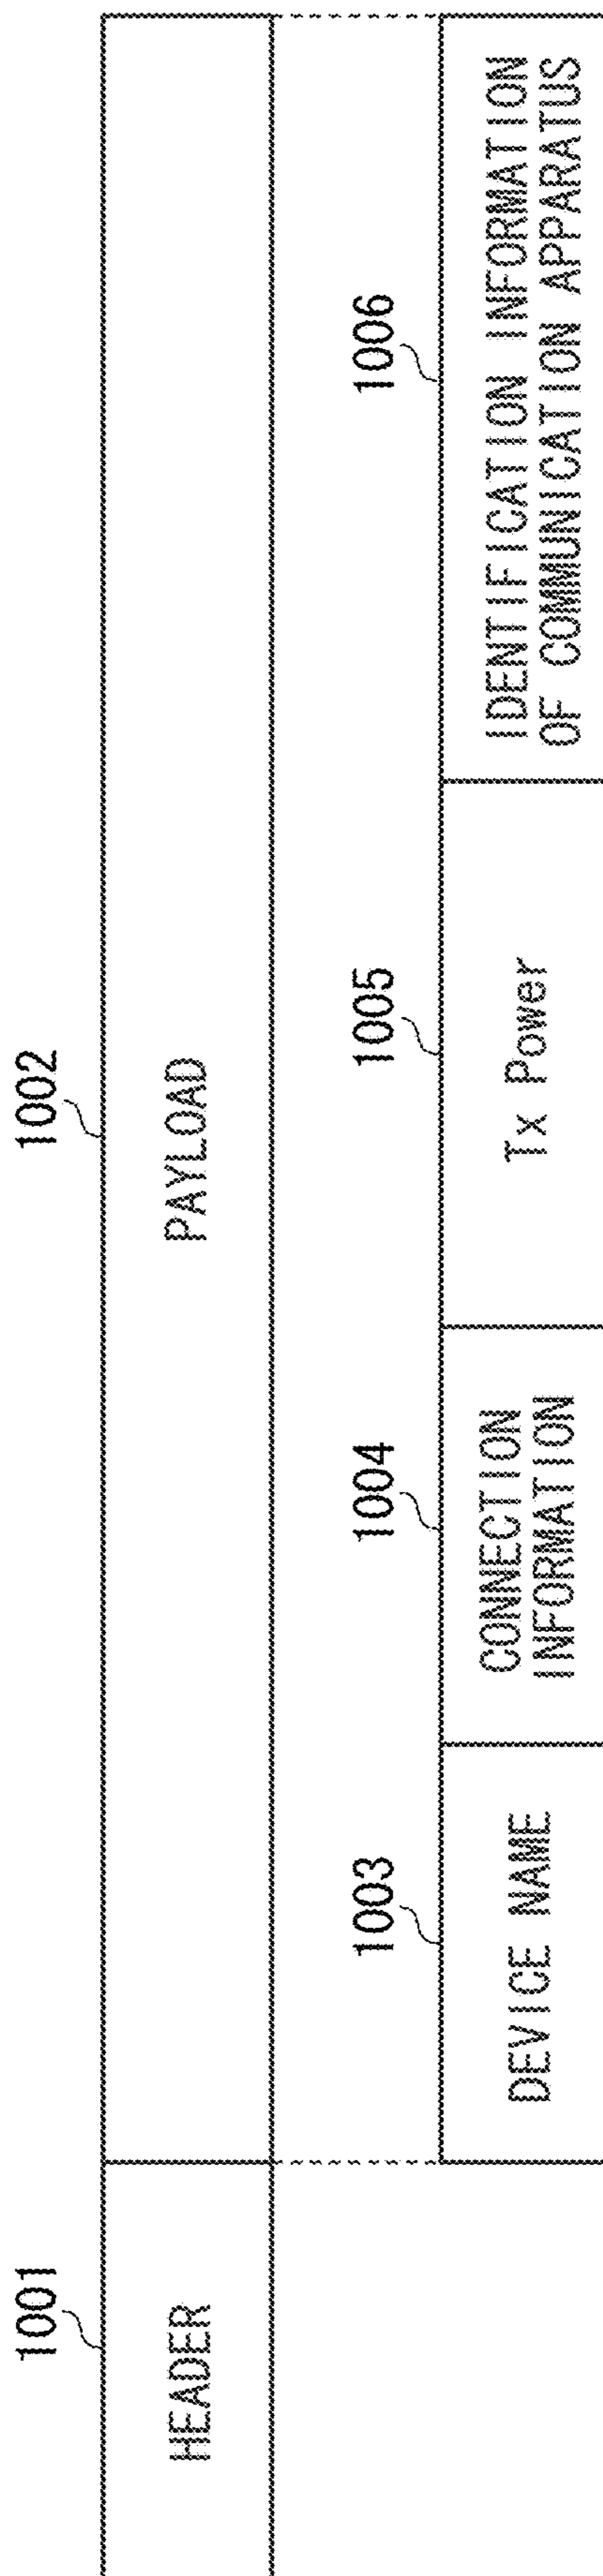 1001
1002
HEADER
PAYLOAD
1003
1004
1005
1006
DEVICE NAME
CONNECTION
INFORMATION
Tx Power
IDENTIFICATION INFORMATION
OF COMMUNICATION APPARATUS